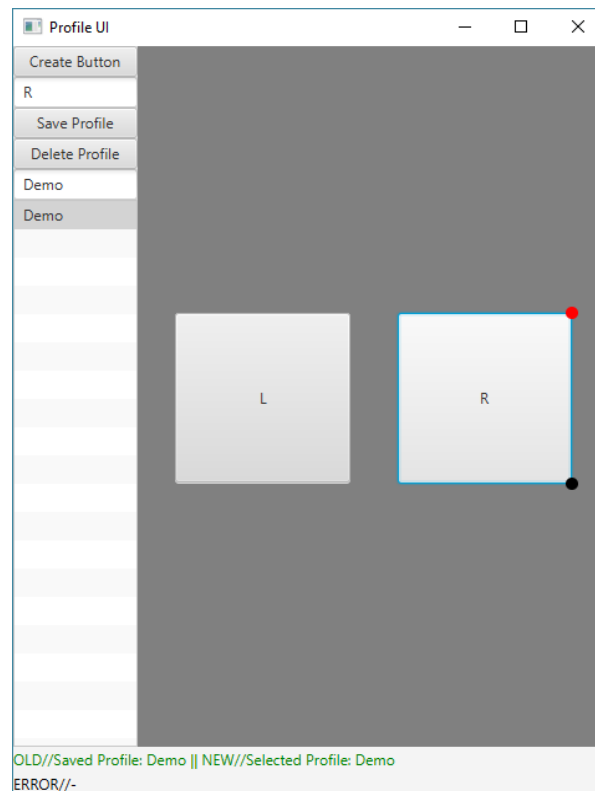 Profile UI
Create Button
R
Save Profile
Delete Profile
Demo
Demo
L
R
OLD//Saved Profile: Demo || NEW//Selected Profile: Demo
ERROR//-